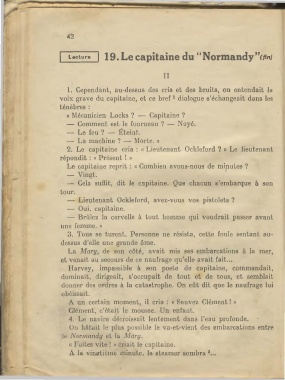 42
Lecture 19. Le capitaine du "Normandy" (fin)
II
1. Cependant, au-dessus des cris et des bruits, on entendait la
voix grave du capitaine, et ce bref dialogue s'échangeait dans les
ténèbres :
« Mécanicien Locks ? — Capitaine ?
— Comment est le fourneau ? — Noyé.
— Le feu ? — Éteint.
— La machine ? — Morte. »
2. Le capitaine cria : « Lieutenant Ockleford ? » Le lieutenant
répondit : « Présent ! »
Le capitaine reprit : « Combien avons-nous de minutes ?
— Vingt.
— Cela suffit, dit le capitaine. Que chacun s'embarque à son
tour.
— Lieutenant Ockleford, avez-vous vos pistolets ?
— Oui, capitaine.
— Brûlez la cervelle à tout homme qui voudrait passer avant
une femme. »
3. Tous se turent. Personne ne résista, cette foule sentant au-
dessus d'elle une grande âme.
La Mary, de son côté, avait mis ses embarcations à la mer,
et venait au secours de ce naufrage qu'elle avait fait...
Harvey, impassible à son poste de capitaine, commandait,
dominait, dirigeait, s'occupait de tout et de tous, et semblait
donner des ordres à la catastrophe. On eût dit que le naufrage lui
obéissait.
A un certain moment, il cria : « Sauvez Clément ! »
Clément, c'était le mousse. Un enfant.
4. Le navire décroissait lentement dans l'eau profonde.
On hâtait le plus possible le va-et-vient des embarcations entre
le Normandy et la Mary.
« Faites vite ! » criait le capitaine.
A la vingtième minute, le steamer sombra...